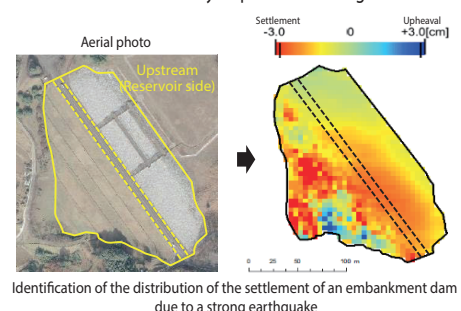 Settlement
Upheaval
-3.0
0
+3.0[cm]
Aerial photo
Upstream
(Reservoir side)
0
25
50
100 m
Identification of the distribution of the settlement of an embankment dam
due to a strong earthquake